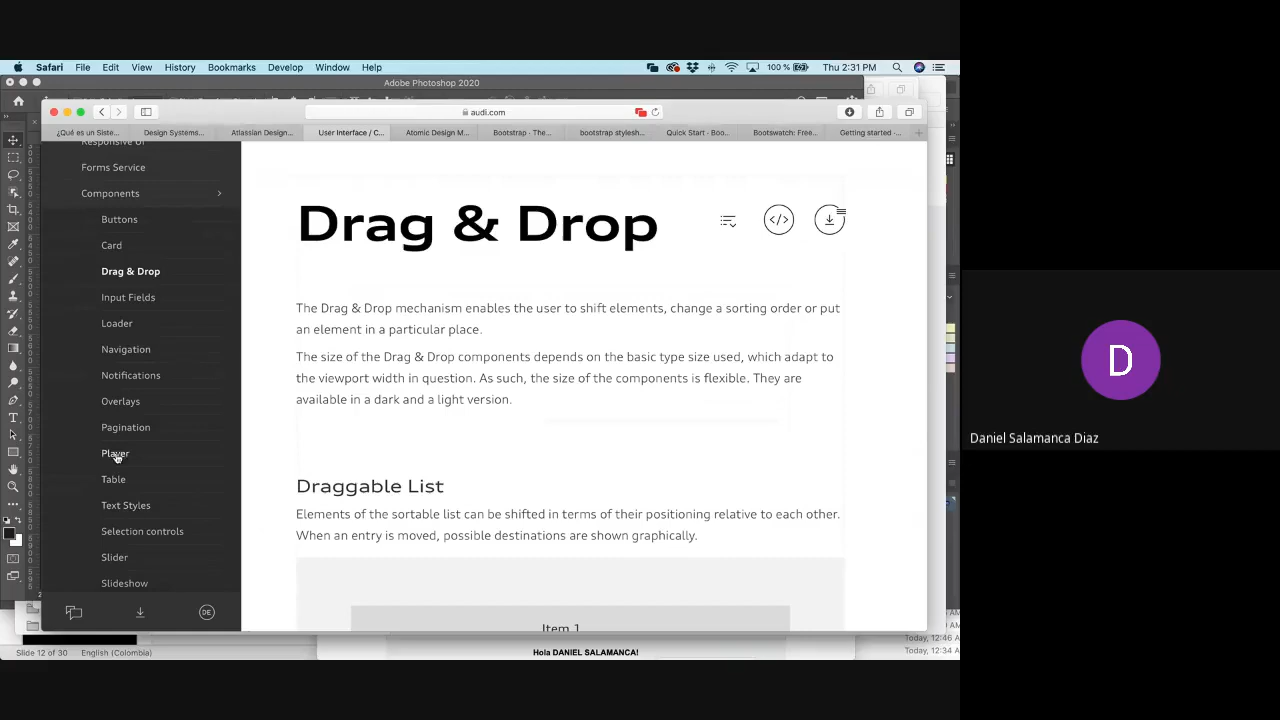 Safari File Edit View History Bookmarks Develop Window Help
100 % Thu 2:31 PM
Adobe Photoshop 2020
audi.com
¿Qué es un Siste... Design Systems... Atlassian Design... User Interface / C... Atomic Design M... Bootstrap · The... bootstrap stylesh... Quick Start - Boo... Bootswatch: Free... Getting started ·...
Responsive UI
Forms Service
Components
Buttons
Card
Drag & Drop
Input Fields
Loader
Navigation
Notifications
Overlays
Pagination
Player
Table
Text Styles
Selection controls
Slider
Slideshow
DE
Drag & Drop
The Drag & Drop mechanism enables the user to shift elements, change a sorting order or put
an element in a particular place.
The size of the Drag & Drop components depends on the basic type size used, which adapt to
the viewport width in question. As such, the size of the components is flexible. They are
available in a dark and a light version.
Draggable List
Elements of the sortable list can be shifted in terms of their positioning relative to each other.
When an entry is moved, possible destinations are shown graphically.
Item 1
Slide 12 of 30 English (Colombia)
Hola DANIEL SALAMANCA!
Today, 12:46 A
Today, 12:34 A
D
Daniel Salamanca Diaz